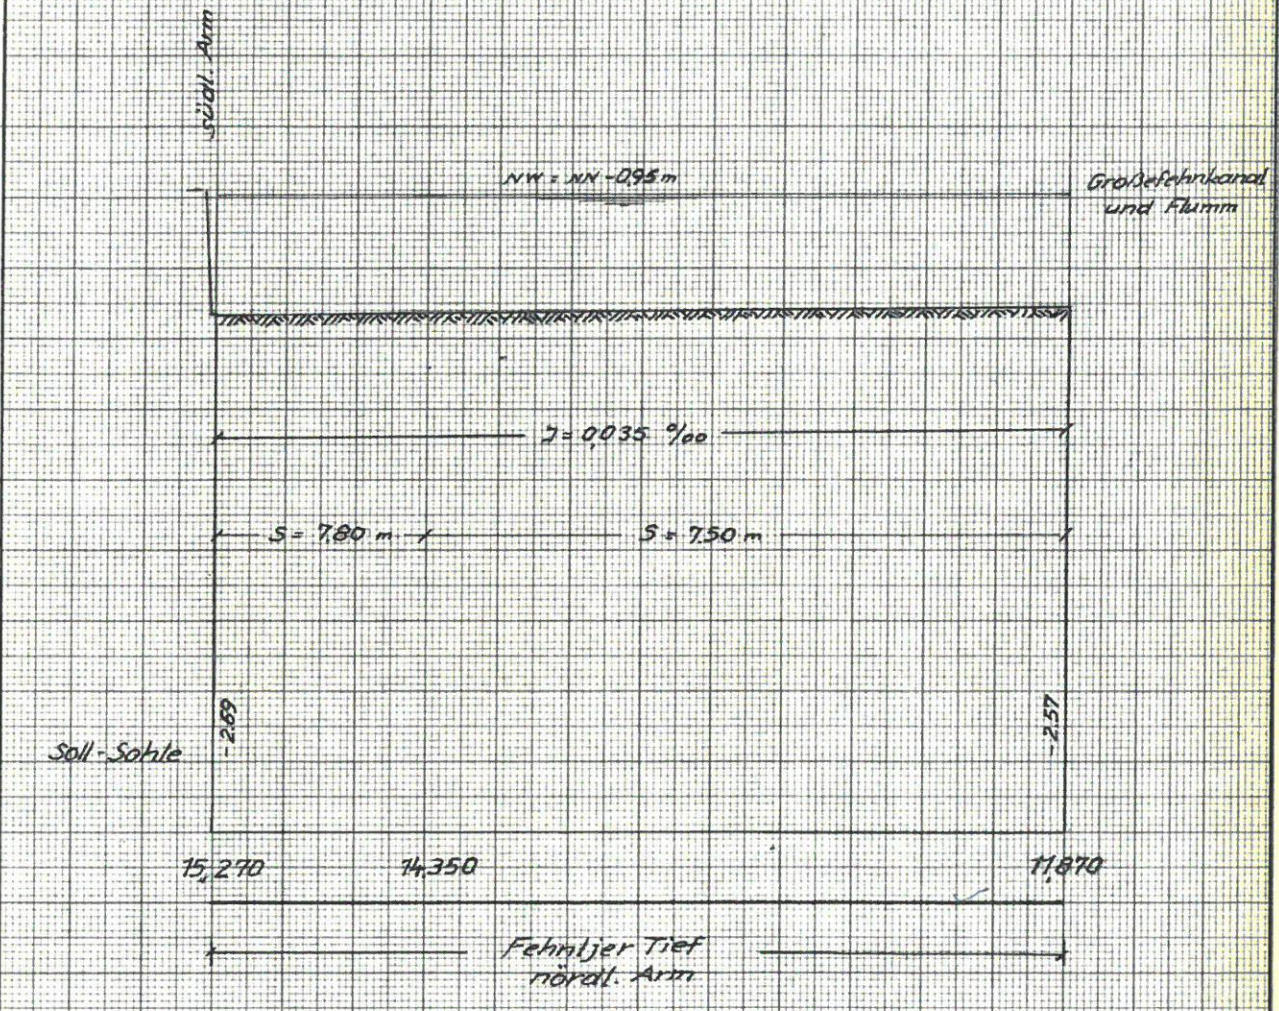 südl. Arm
NW = NN -0,95 m
Großefehnkanal
und Flumm
J = 0,035 ‰
S = 7,80 m
S = 7,50 m
-2.69
-2.57
Soll-Sohle
15,270
14,350
11,870
Fehntjer Tief
nördl. Arm